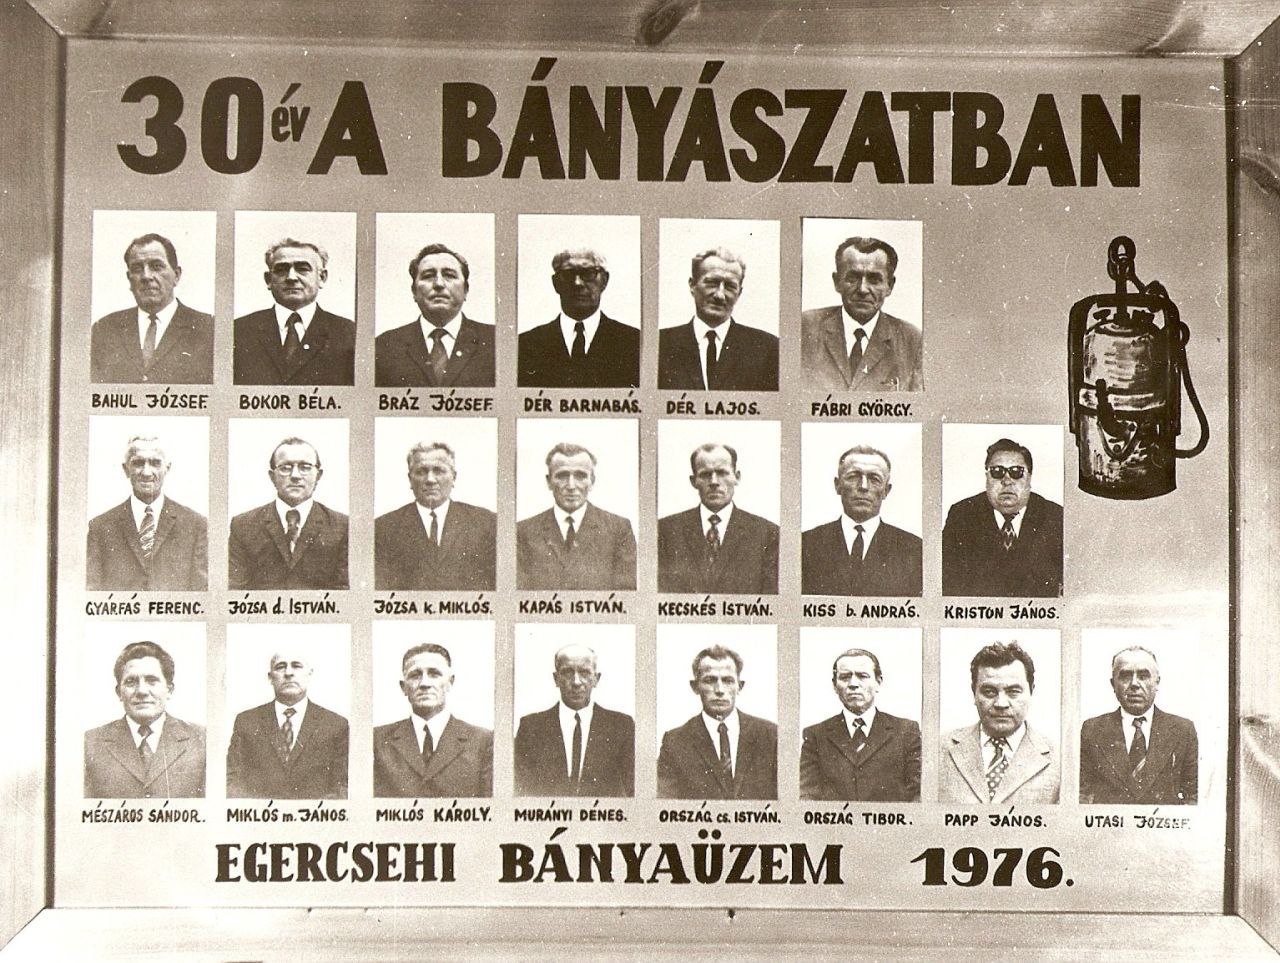 30 év A BÁNYÁSZATBAN
BAHUL JÓZSEF. BOKOR BÉLA. BRÁZ JÓZSEF. DÉR BARNABÁS. DÉR LAJOS. FÁBRI GYÖRGY.
GYÁRFÁS FERENC. JÓZSA d. ISTVÁN. JÓZSA k. MIKLÓS. KAPÁS ISTVÁN. KECSKÉS ISTVÁN. KISS b. ANDRÁS. KRISTON JÁNOS.
MÉSZÁROS SÁNDOR. MIKLÓS m. JÁNOS. MIKLÓS KÁROLY. MURÁNYI DÉNES. ORSZÁG cs. ISTVÁN. ORSZÁG TIBOR. PAPP JÁNOS. UTASI JÓZSEF.
EGERCSEHI BÁNYAÜZEM 1976.